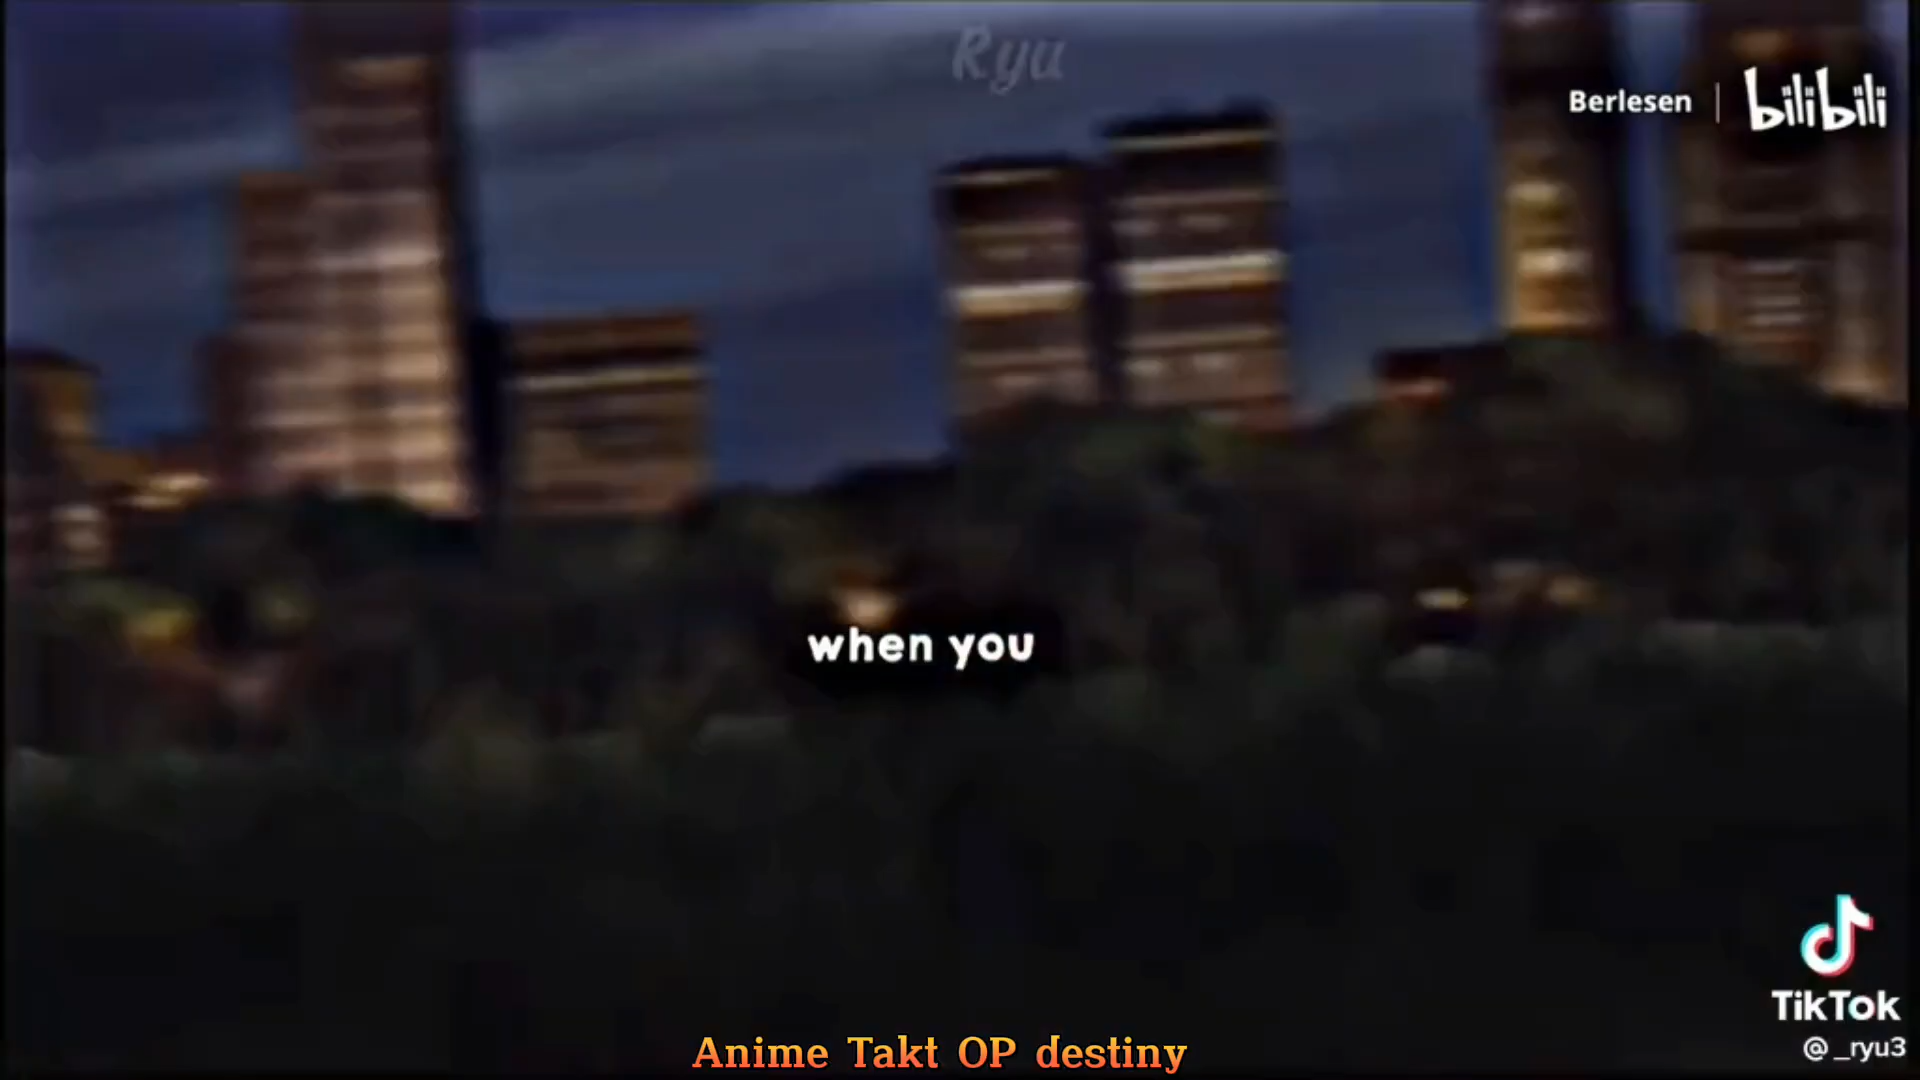 Ryu
Berlesen | bilibili
when you
TikTok
@_ryu3
Anime Takt OP destiny